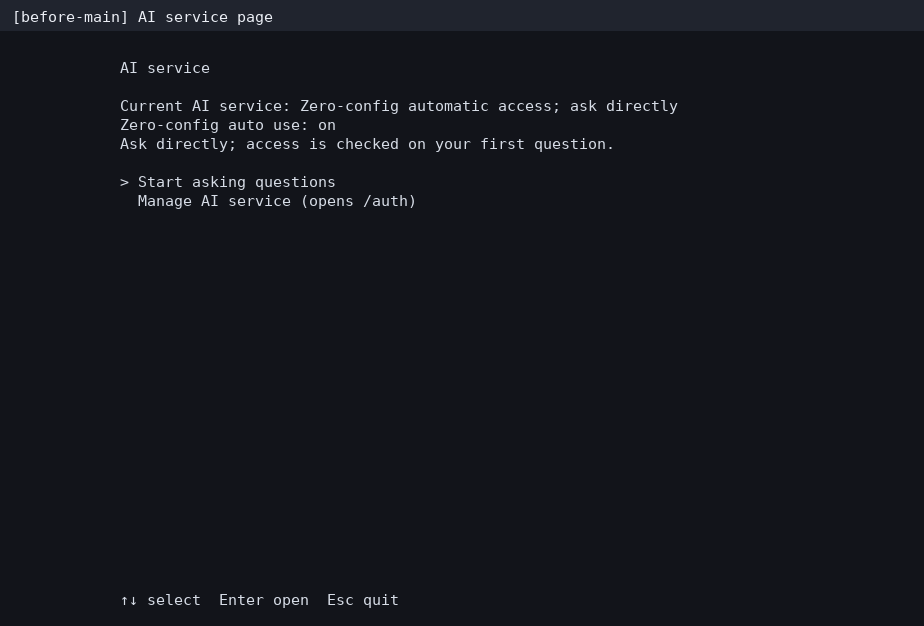 [before-main] AI service page
AI service
Current AI service: Zero-config automatic access; ask directly
Zero-config auto use: on
Ask directly; access is checked on your first question.
> Start asking questions
Manage AI service (opens /auth)
↑↓ select  Enter open  Esc quit